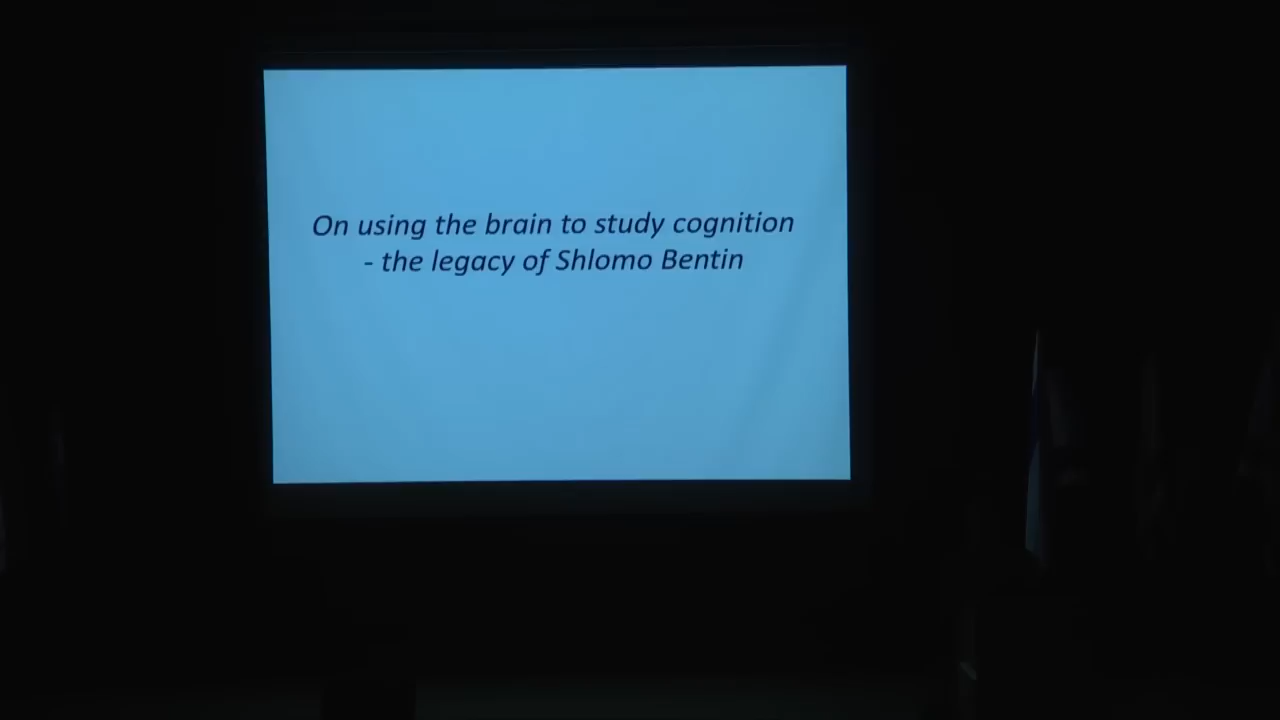 On using the brain to study cognition
- the legacy of Shlomo Bentin